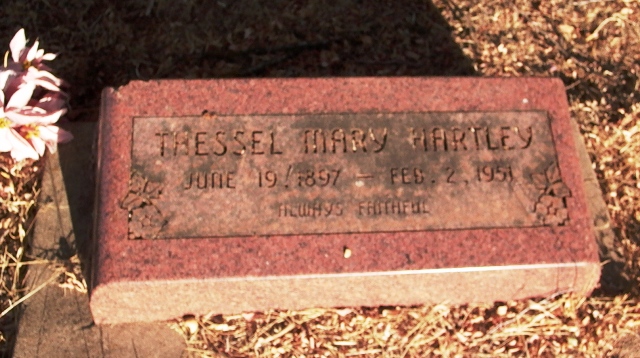 THESSEL MARY HARTLEY
JUNE 19, 1897 — FEB. 2, 1951
ALWAYS FAITHFUL